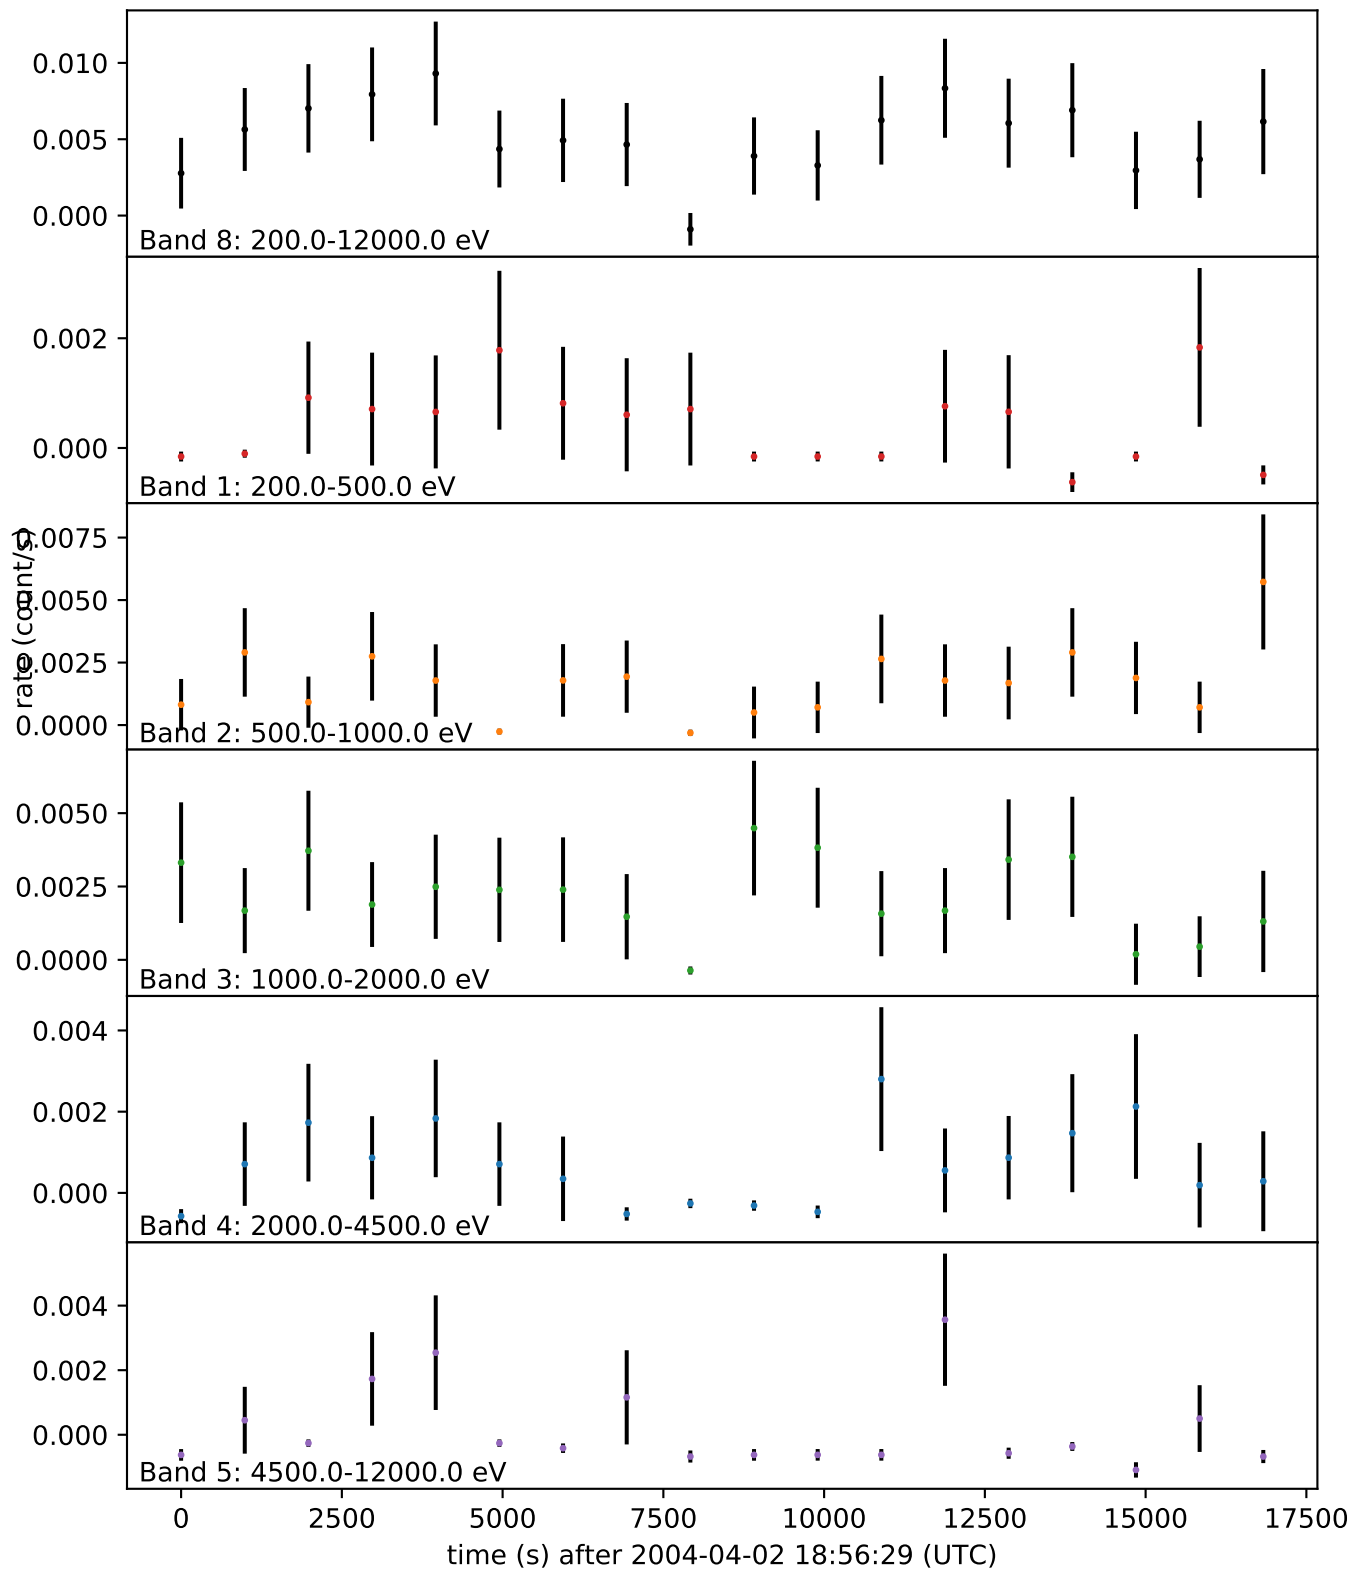 0.010
0.005
0.000
Band 8: 200.0-12000.0 eV
0.002
0.000
Band 1: 200.0-500.0 eV
rate (count/s)
0.0075
0.0050
0.0025
0.0000
Band 2: 500.0-1000.0 eV
0.0050
0.0025
0.0000
Band 3: 1000.0-2000.0 eV
0.004
0.002
0.000
Band 4: 2000.0-4500.0 eV
0.004
0.002
0.000
Band 5: 4500.0-12000.0 eV
0 2500 5000 7500 10000 12500 15000 17500
time (s) after 2004-04-02 18:56:29 (UTC)